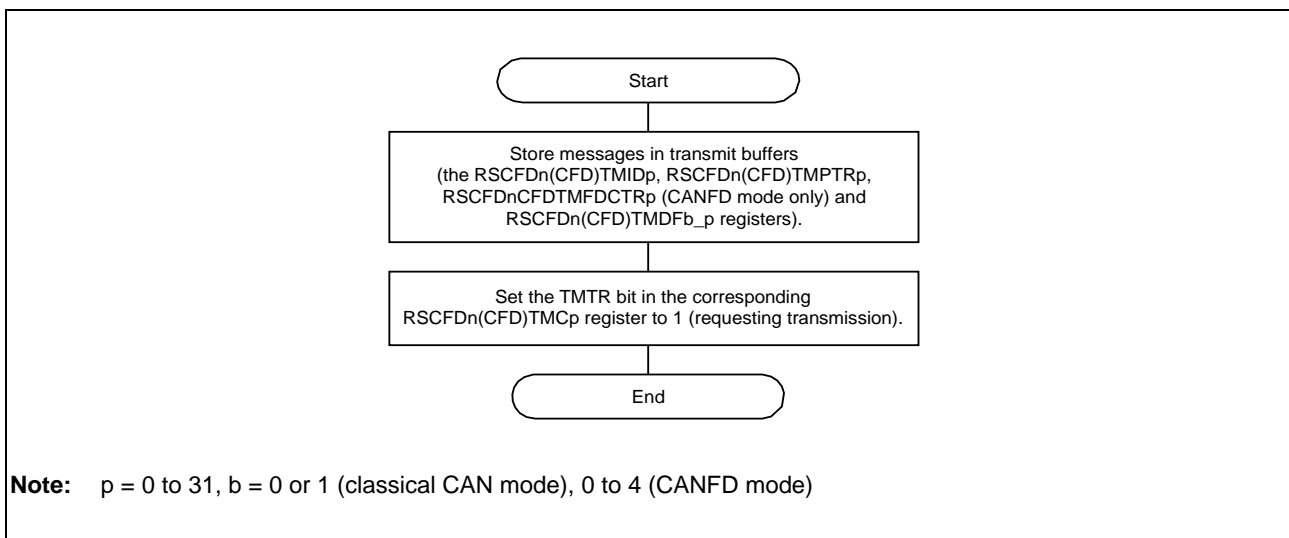 Start
Store messages in transmit buffers
(the RSCFDn(CFD)TMIDp, RSCFDn(CFD)TMPTRp,
RSCFDnCFDTMFDCTRp (CANFD mode only) and
RSCFDn(CFD)TMDFb_p registers).
Set the TMTR bit in the corresponding
RSCFDn(CFD)TMCp register to 1 (requesting transmission).
End
Note: p = 0 to 31, b = 0 or 1 (classical CAN mode), 0 to 4 (CANFD mode)